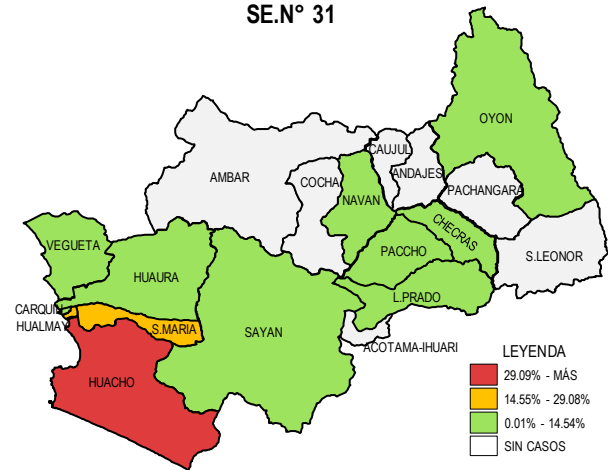 SE.N° 31
OYON
CAUJUL
ANDAJES
AMBAR
COCHA
NAVAN
PACHANGARA
CHECRAS
VEGUETA
HUAURA
PACCHO
S.LEONOR
L.PRADO
CARQUIN
HUALMAY
S.MARIA
SAYAN
ACOTAMA-IHUARI
HUACHO
LEYENDA
29.09% - MÁS
14.55% - 29.08%
0.01% - 14.54%
SIN CASOS